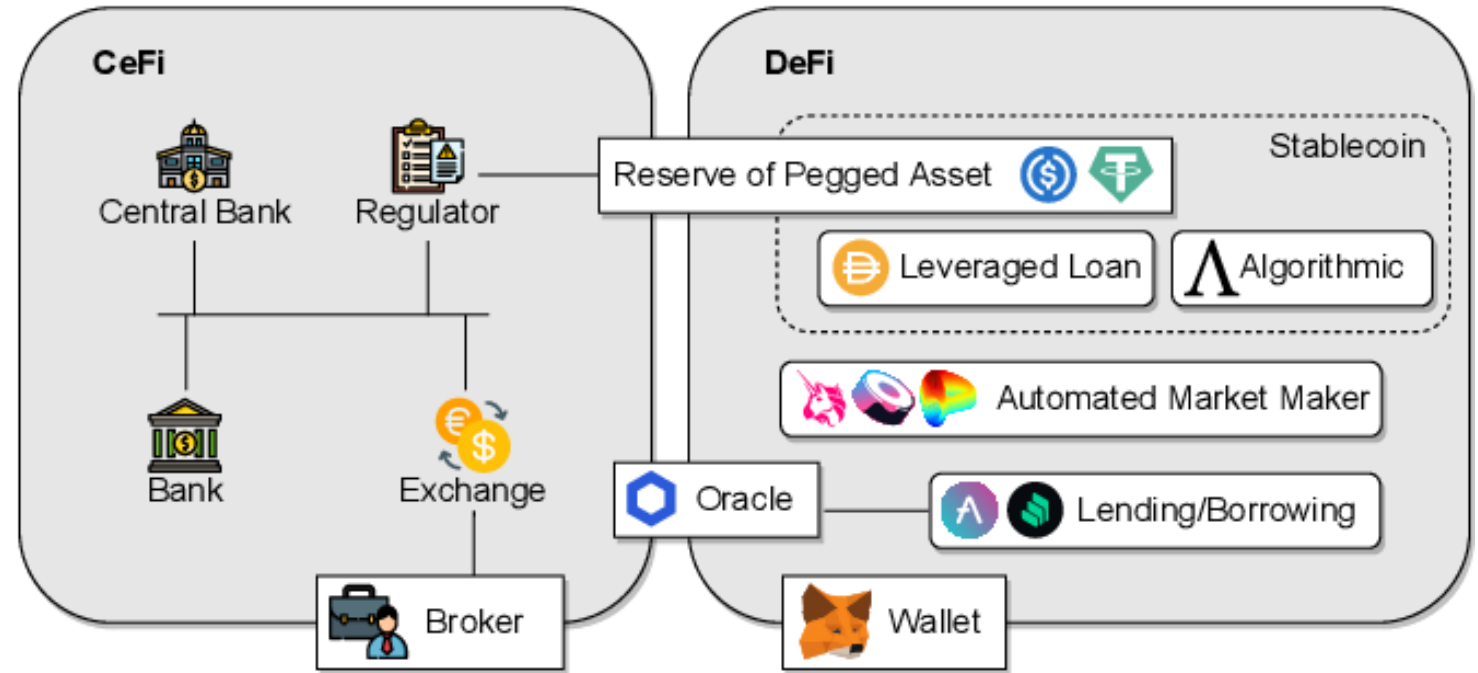 CeFi
Central Bank
Regulator
Bank
Exchange
Broker
DeFi
Stablecoin
Reserve of Pegged Asset
Leveraged Loan
Algorithmic
Automated Market Maker
Oracle
Lending/Borrowing
Wallet